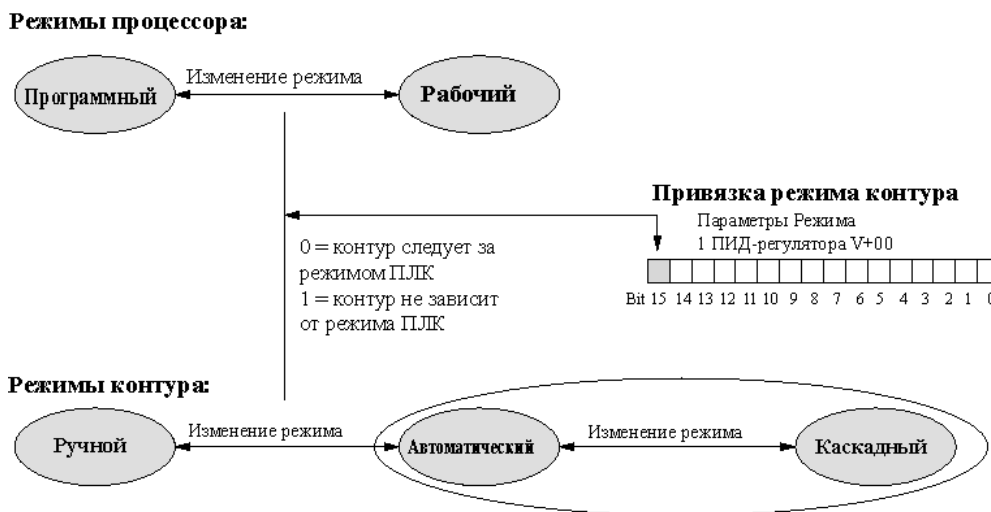 Режимы процессора:
Программный
Изменение режима
Рабочий
Привязка режима контура
Параметры Режима
1 ПИД-регулятора V+00
0 = контур следует за
режимом ПЛК
1 = контур не зависит
от режима ПЛК
Bit 15 14 13 12 11 10 9 8 7 6 5 4 3 2 1 0
Режимы контура:
Ручной
Изменение режима
Автоматический
Изменение режима
Каскадный